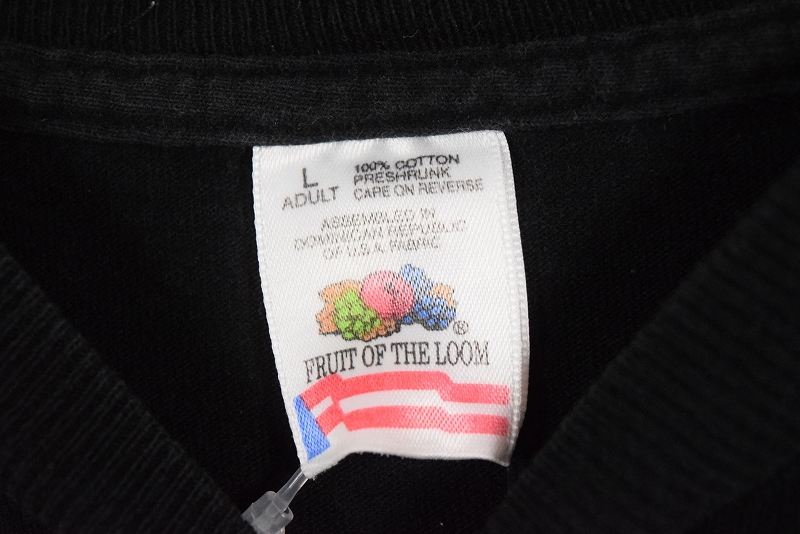 L
ADULT
100% COTTON
PRESHRUNK
CARE ON REVERSE
ASSEMBLED IN
DOMINICAN REPUBLIC
OF U.S.A. FABRIC
®
FRUIT OF THE LOOM